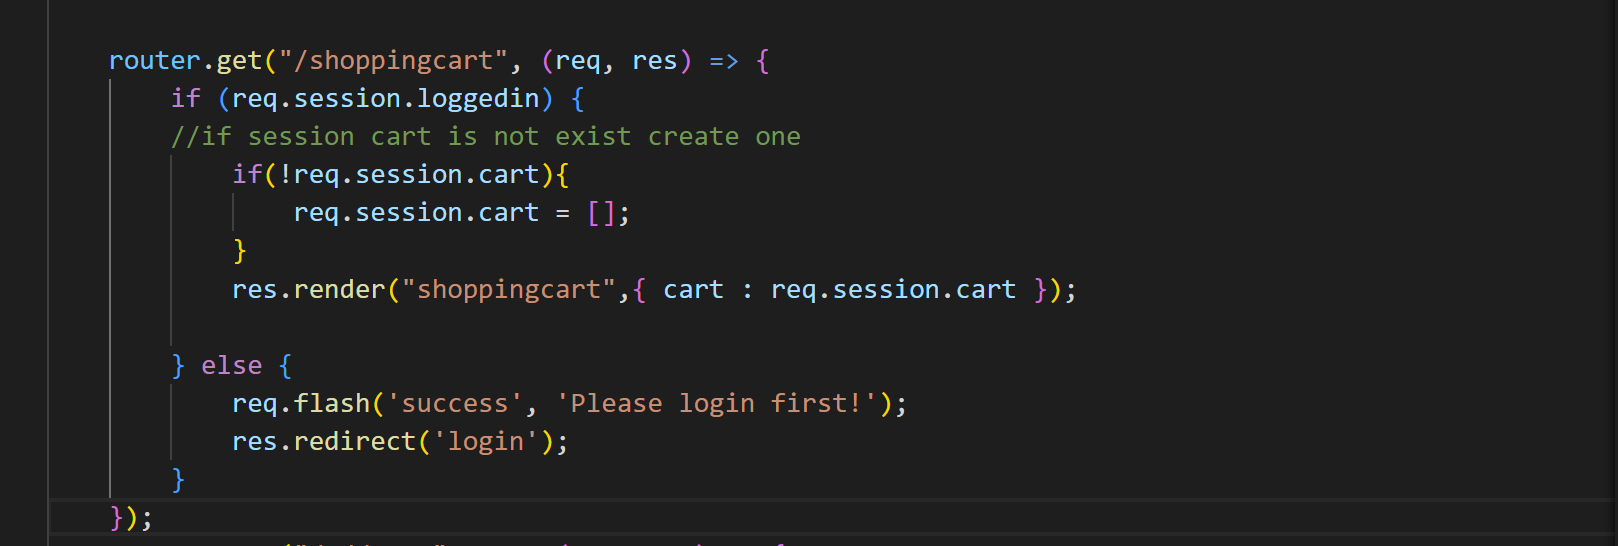 router.get("/shoppingcart", (req, res) => {
if (req.session.loggedin) {
//if session cart is not exist create one
if(!req.session.cart){
req.session.cart = [];
}
res.render("shoppingcart",{ cart : req.session.cart });
} else {
req.flash('success', 'Please login first!');
res.redirect('login');
}
});